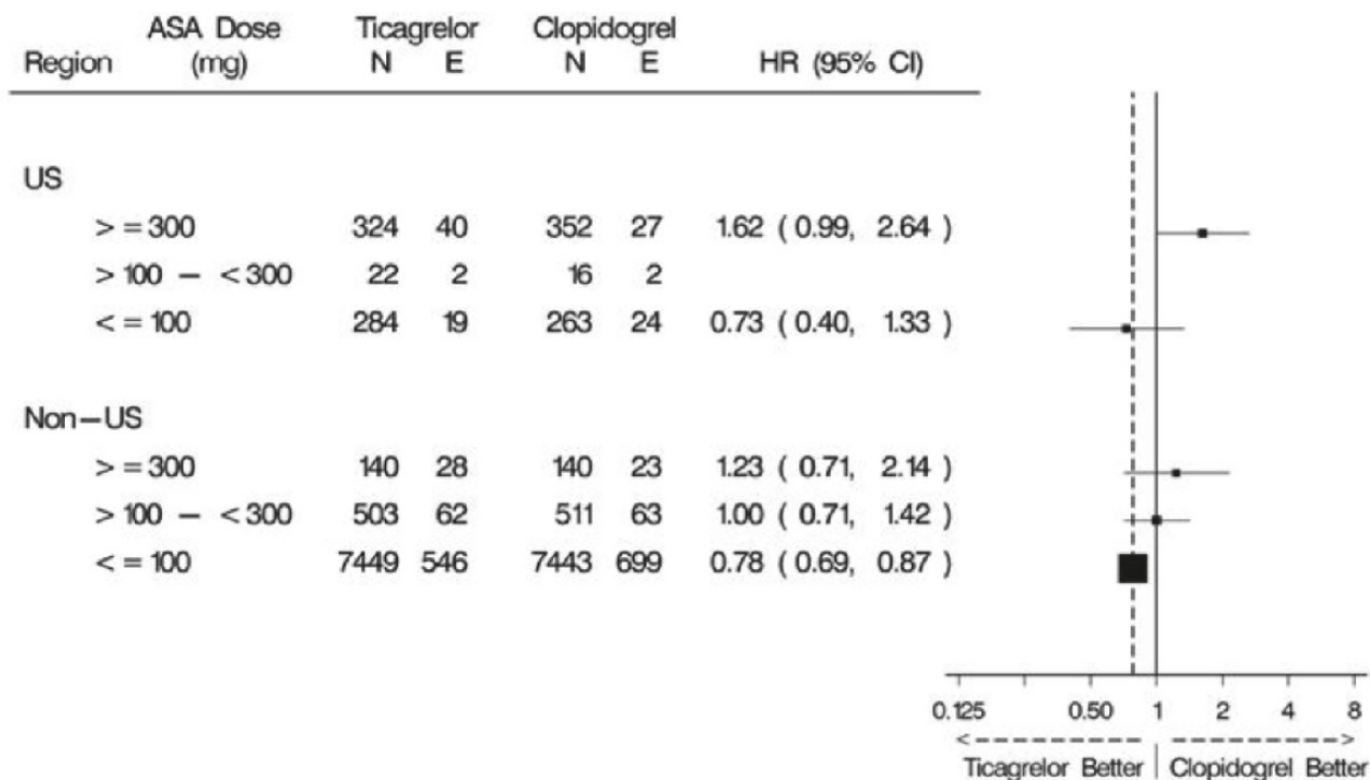 ASA Dose Ticagrelor Clopidogrel
Region (mg) N E N E HR (95% CI)
US
> = 300 324 40 352 27 1.62 ( 0.99, 2.64 )
> 100 – < 300 22 2 16 2
< = 100 284 19 263 24 0.73 ( 0.40, 1.33 )
Non–US
> = 300 140 28 140 23 1.23 ( 0.71, 2.14 )
> 100 – < 300 503 62 511 63 1.00 ( 0.71, 1.42 )
< = 100 7449 546 7443 699 0.78 ( 0.69, 0.87 )
0.125 0.50 1 2 4 8
Ticagrelor Better Clopidogrel Better